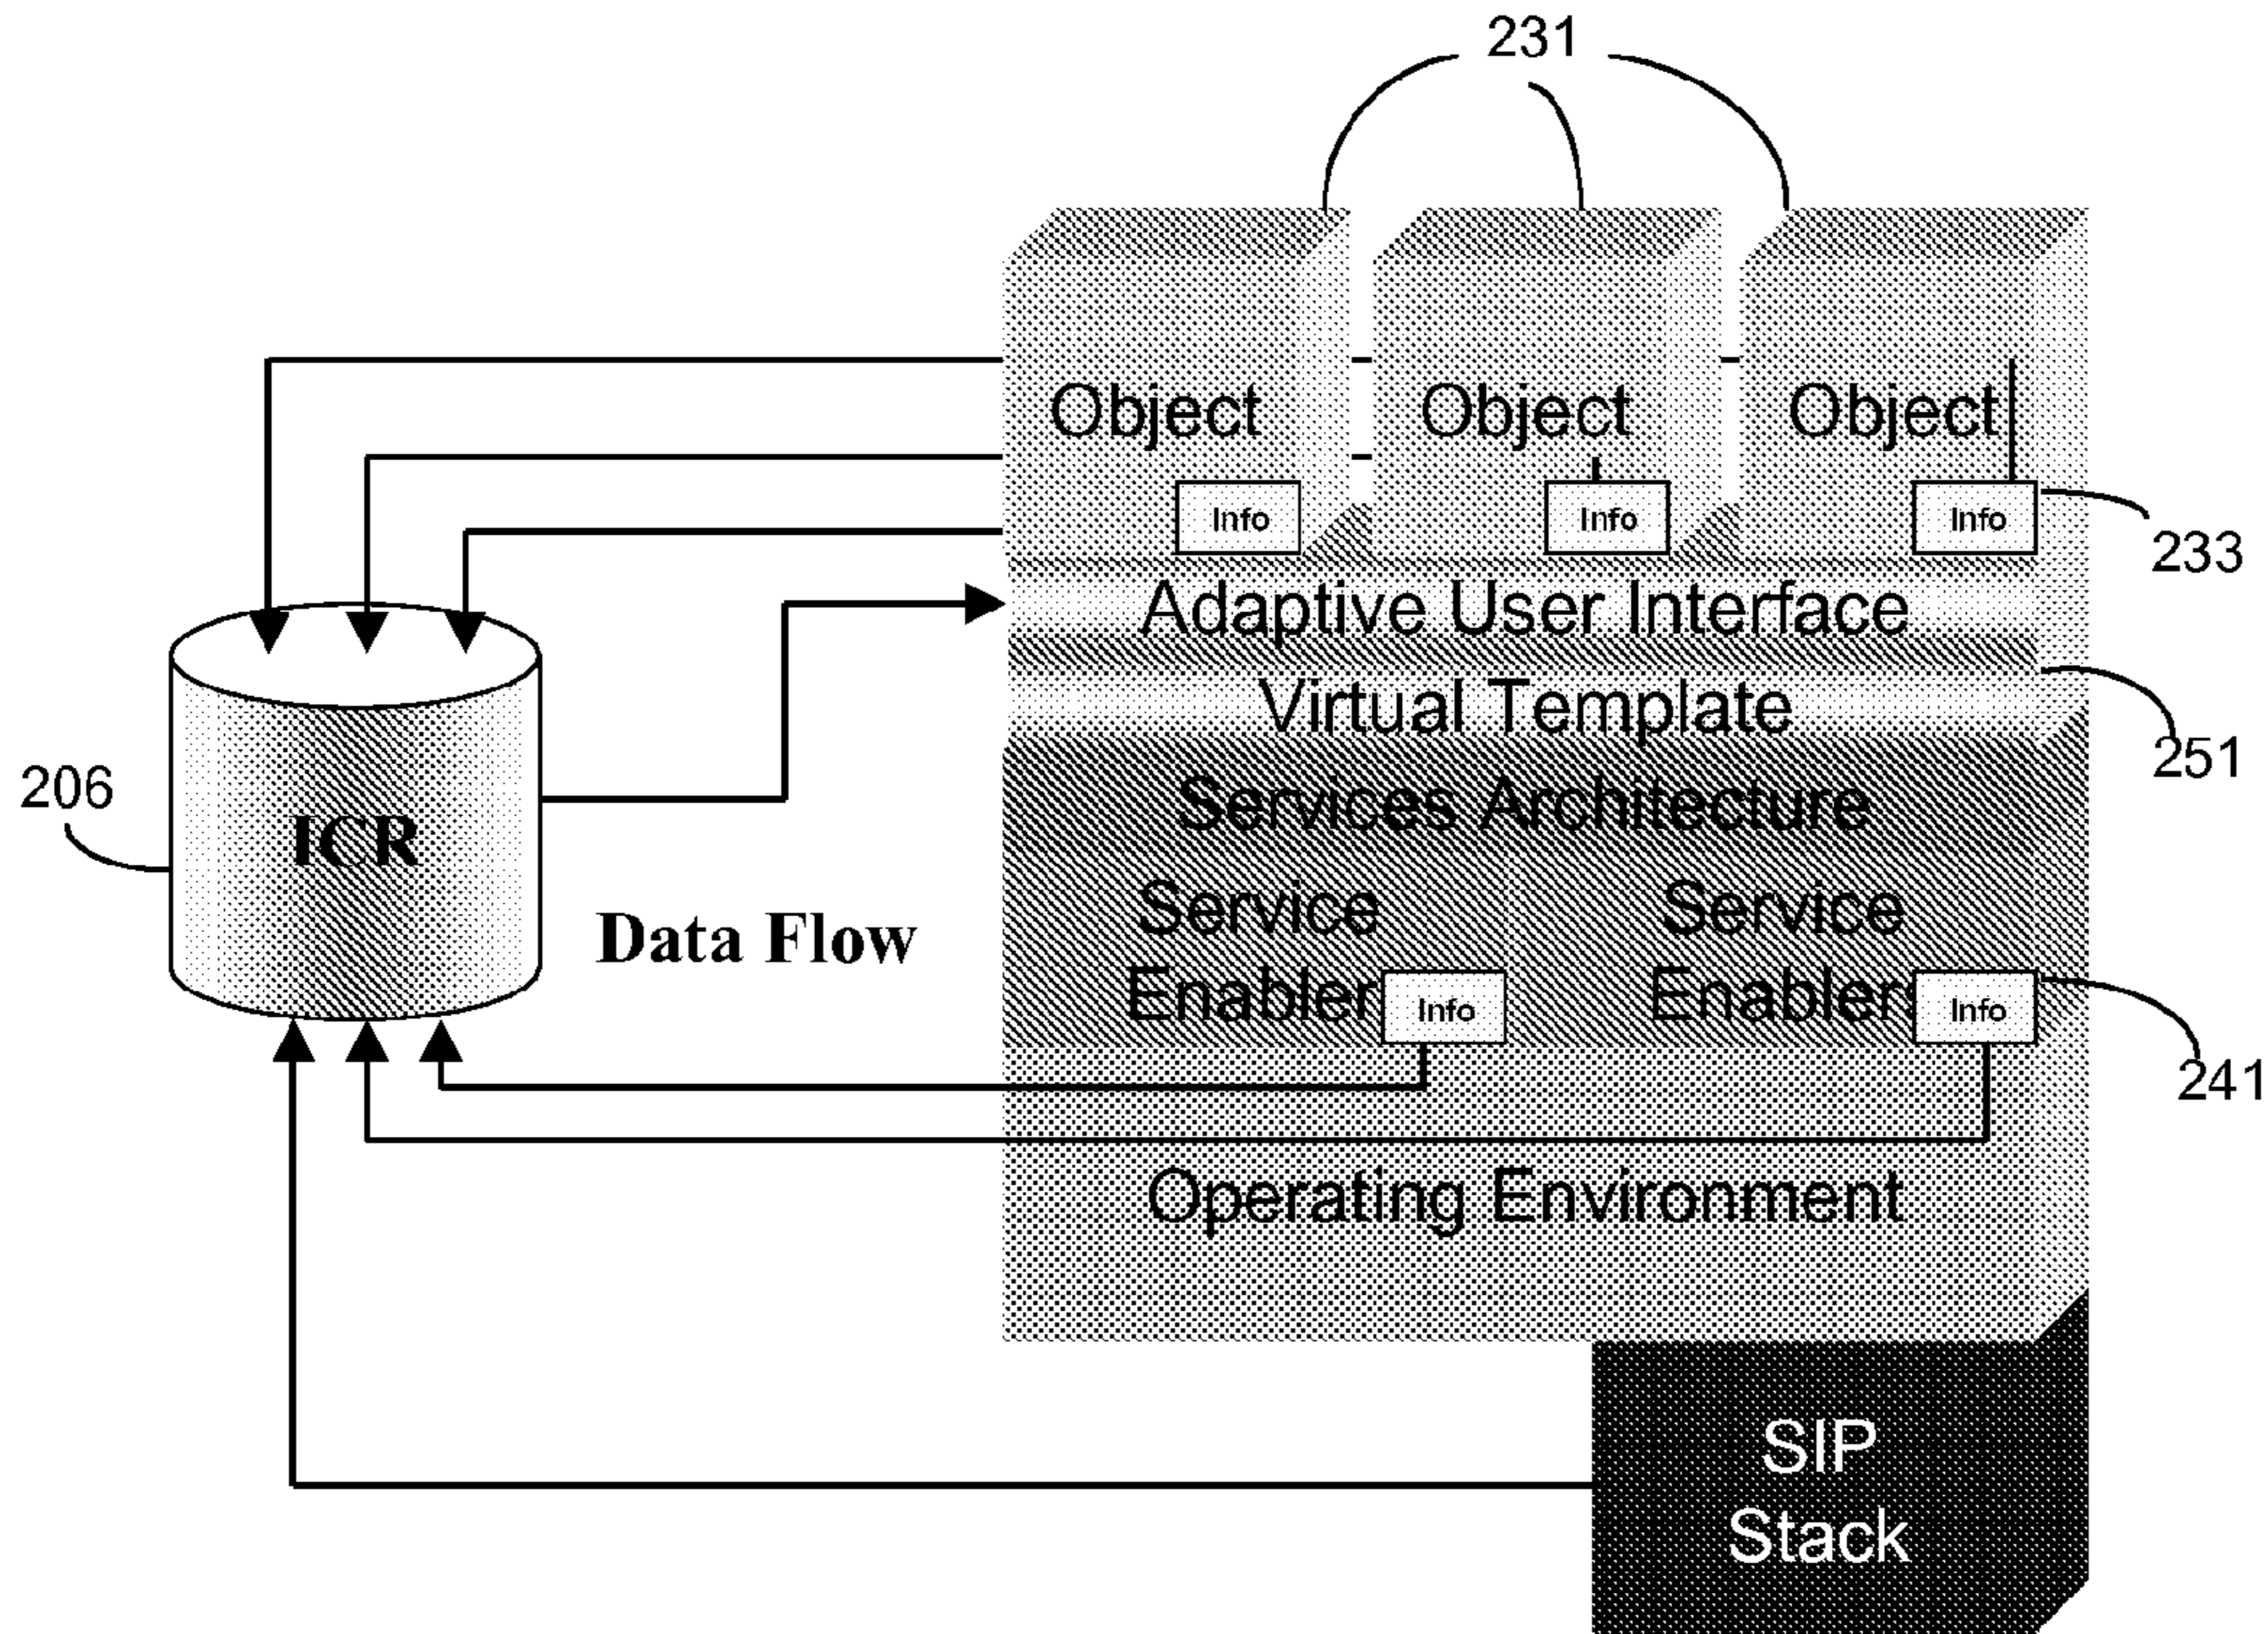 231
Object Object Object
Info Info Info
233
Adaptive User Interface
Virtual Template
251
206
Services Architecture
ICR
Data Flow
Service Service
Enabler Enablers
Info Info
241
Operating Environment
SIP
Stack